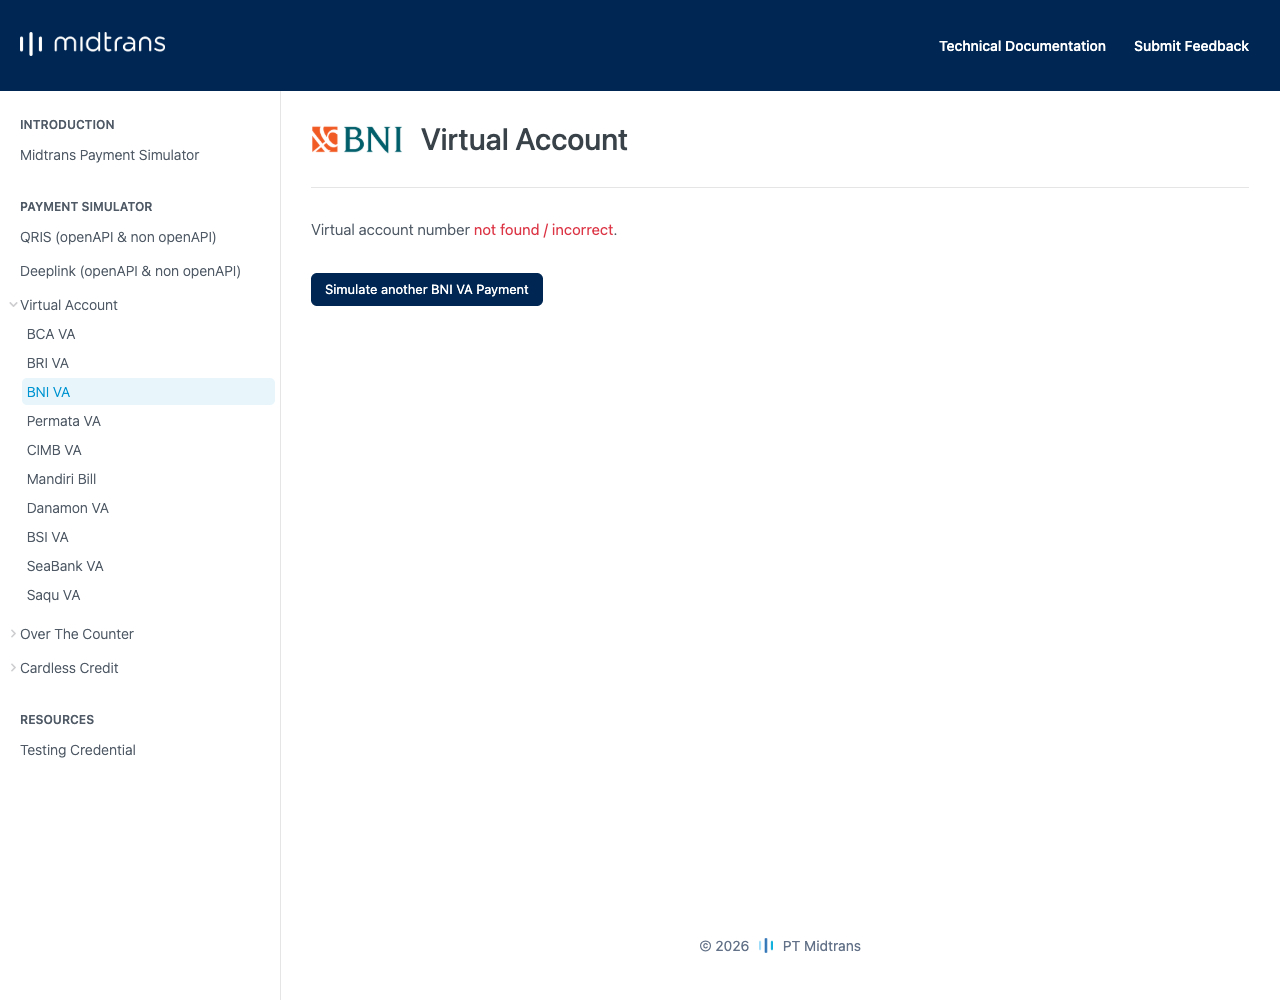 midtrans
Technical Documentation
Submit Feedback
INTRODUCTION
Midtrans Payment Simulator
PAYMENT SIMULATOR
QRIS (openAPI & non openAPI)
Deeplink (openAPI & non openAPI)
Virtual Account
BCA VA
BRI VA
BNI VA
Permata VA
CIMB VA
Mandiri Bill
Danamon VA
BSI VA
SeaBank VA
Saqu VA
Over The Counter
Cardless Credit
RESOURCES
Testing Credential
BNI Virtual Account
Virtual account number not found / incorrect.
Simulate another BNI VA Payment
© 2026 PT Midtrans